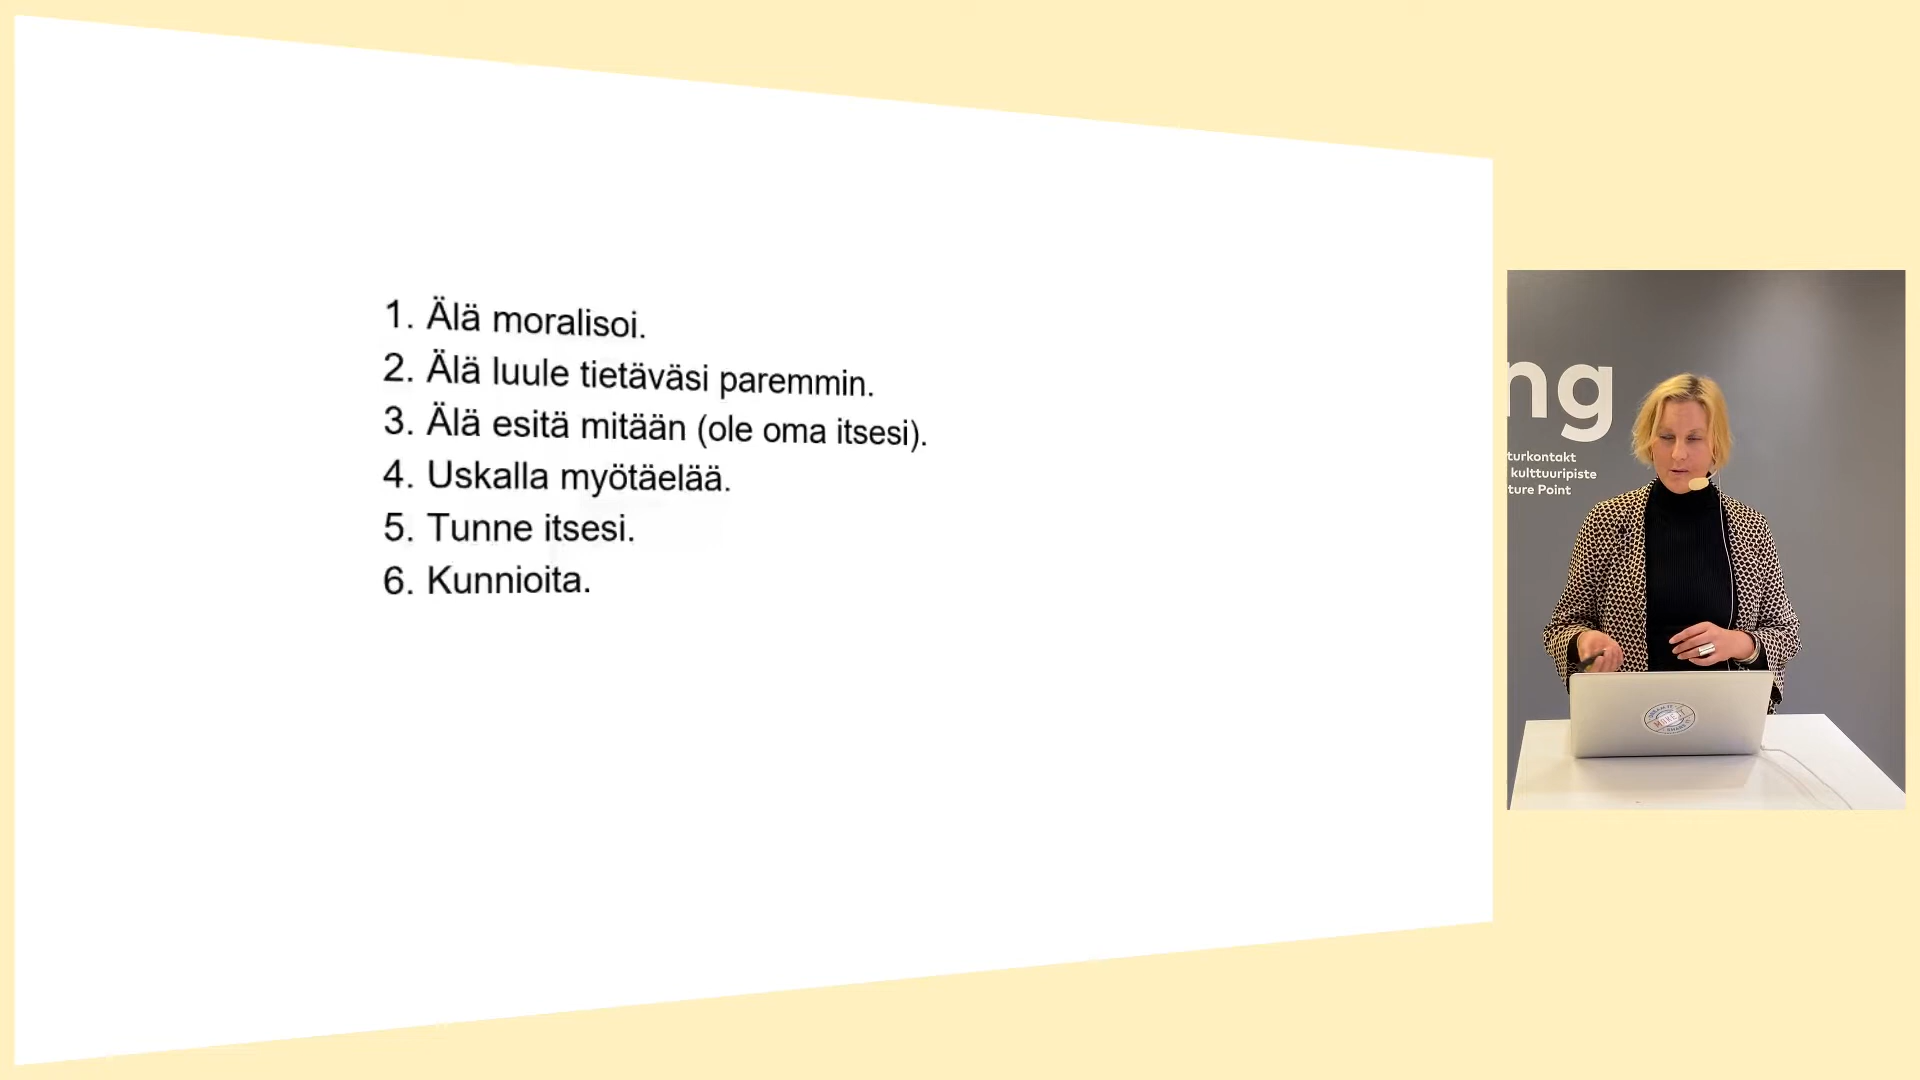 1. Älä moralisoi.
2. Älä luule tietäväsi paremmin.
3. Älä esitä mitään (ole oma itsesi).
4. Uskalla myötäelää.
5. Tunne itsesi.
6. Kunnioita.
ng
turkontakt
kulttuuripiste
ture Point